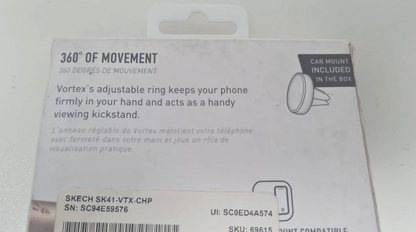 360° OF MOVEMENT
360 DEGRÉS DE MOUVEMENT
Vortex's adjustable ring keeps your phone
firmly in your hand and acts as a handy
viewing kickstand.
L'anneau réglable de Vortex maintient votre téléphone
avec fermeté dans votre main et joue un rôle de
visualisation pratique.
CAR MOUNT
INCLUDED
IN THE BOX
SKECH SK41-VTX-CHP
SN: SC94E59576
UI: SC0ED4A574
SKU: 69615
MOUNT COMPATIBLE